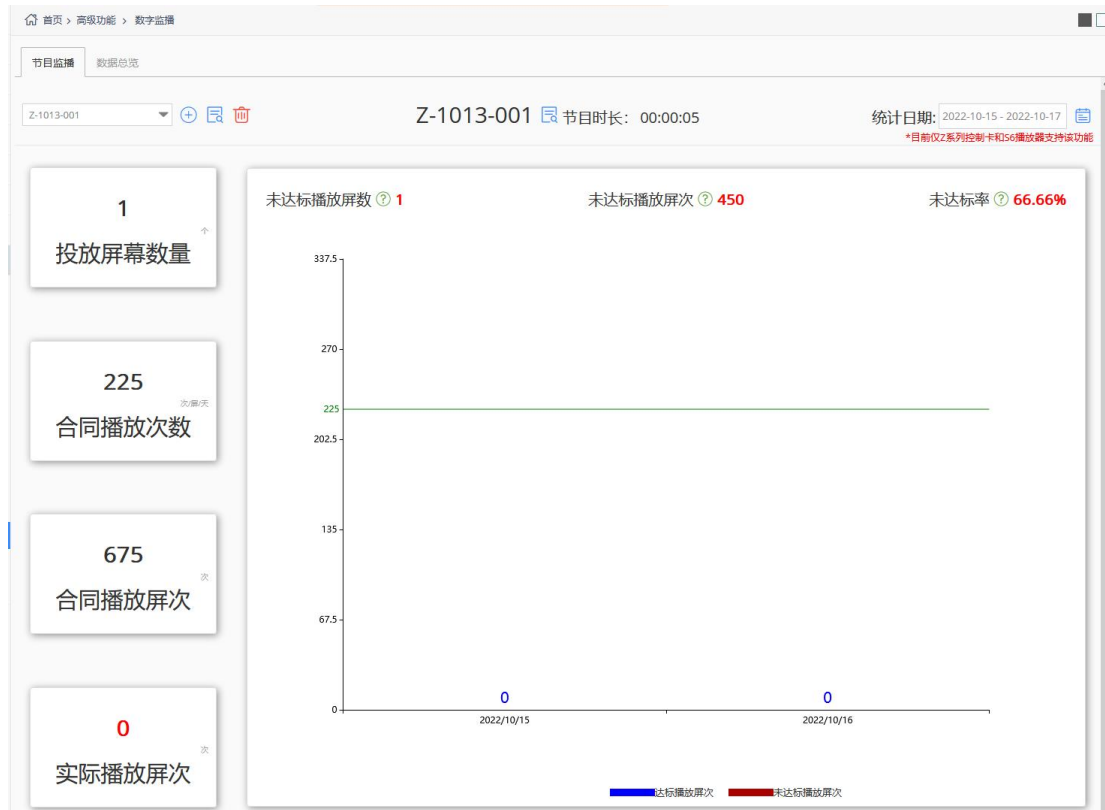 首页 › 高级功能 › 数字监播
节目监播 数据总览
Z-1013-001
Z-1013-001 节目时长： 00:00:05
统计日期: 2022-10-15 - 2022-10-17
*目前仅Z系列控制卡和S6播放器支持该功能
1
个
投放屏幕数量
225
次/屏/天
合同播放次数
675
次
合同播放屏次
0
次
实际播放屏次
未达标播放屏数 ? 1
未达标播放屏次 ? 450
未达标率 ? 66.66%
337.5
270
225
202.5
135
67.5
0
0
0
2022/10/15
2022/10/16
达标播放屏次
未达标播放屏次